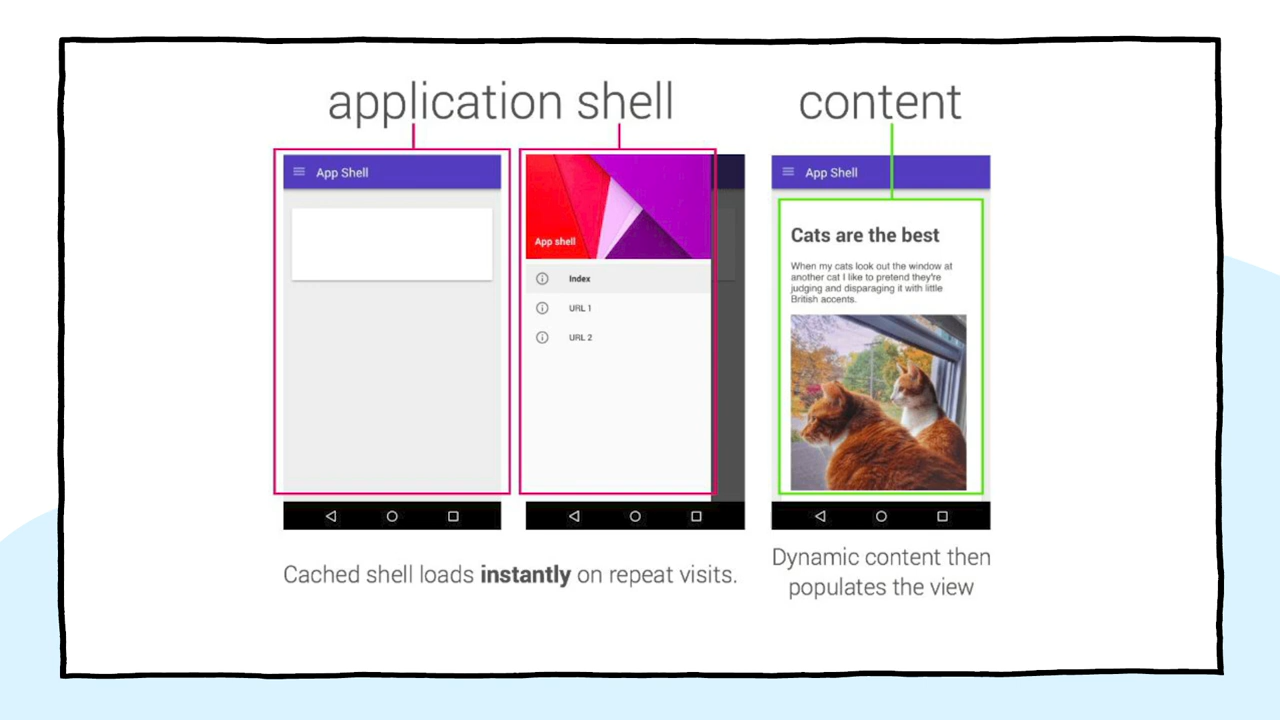 application shell
content
App Shell
App shell
Index
URL 1
URL 2
App Shell
Cats are the best
When my cats look out the window at
another cat I like to pretend they're
judging and disparaging it with little
British accents.
Cached shell loads instantly on repeat visits.
Dynamic content then
populates the view